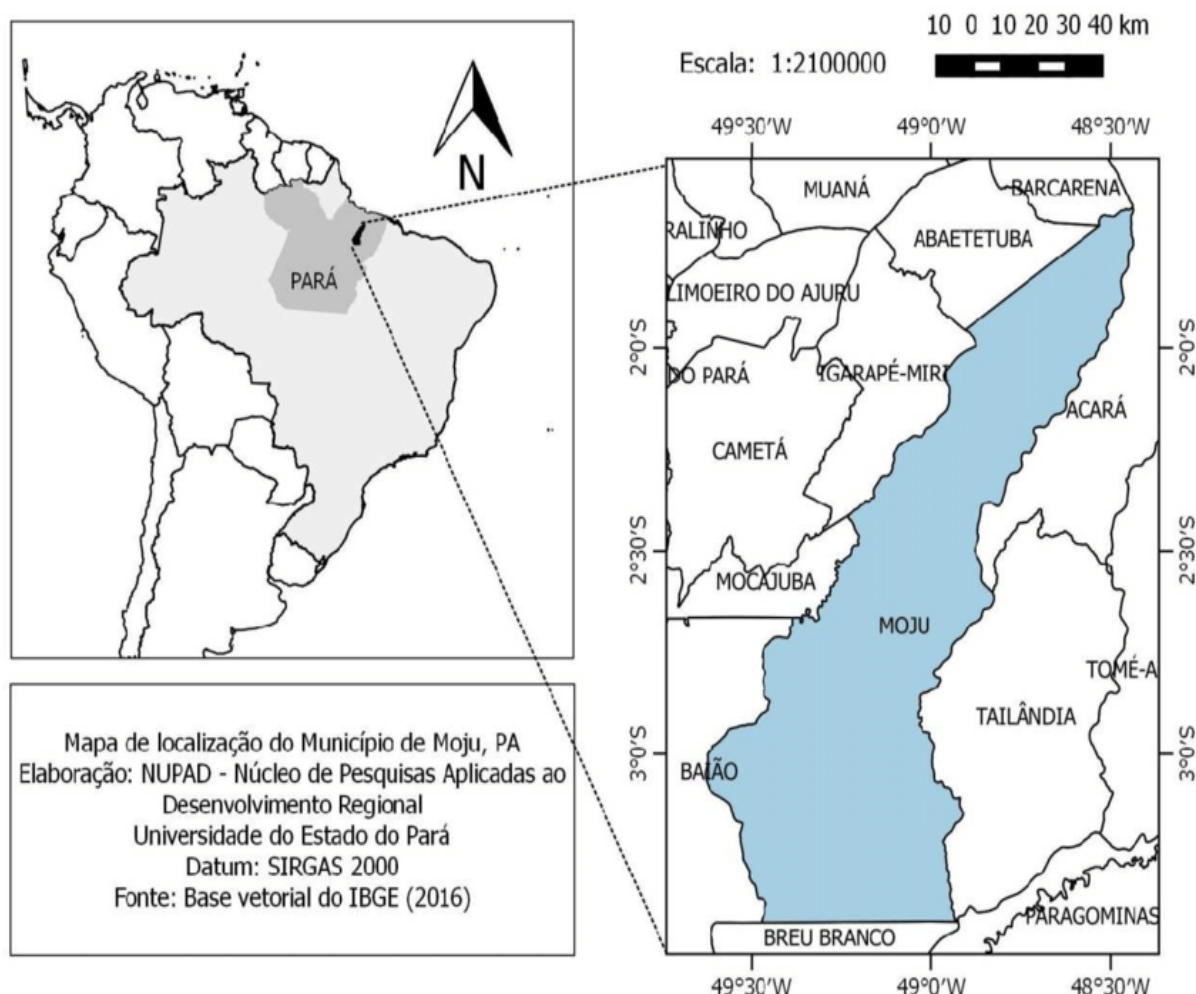 10 0 10 20 30 40 km
Escala: 1:2100000
N
PARÁ
49°30'W 49°0'W 48°30'W
MUANÁ
BARCARENA
RALINHO
ABAETETUBA
LIMOEIRO DO AJURU
2°0'S 2°0'S
DO PARÁ
IGARAPÉ-MIRI
ACARÁ
CAMETÁ
2°30'S 2°30'S
MOCAJUBA
MOJU
TOMÉ-A
TAILÂNDIA
3°0'S 3°0'S
BAIÃO
PARAGOMINAS
BREU BRANCO
49°30'W 49°0'W 48°30'W
Mapa de localização do Município de Moju, PA
Elaboração: NUPAD - Núcleo de Pesquisas Aplicadas ao
Desenvolvimento Regional
Universidade do Estado do Pará
Datum: SIRGAS 2000
Fonte: Base vetorial do IBGE (2016)